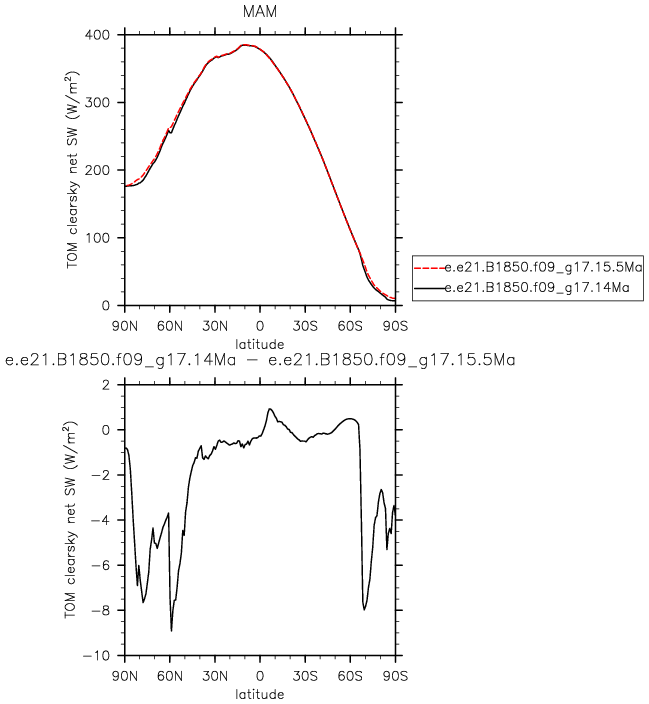 MAM
TOM clearsky net SW (W/m²)
400
300
200
100
0
90N 60N 30N 0 30S 60S 90S
latitude
e.e21.B1850.f09_g17.15.5Ma
e.e21.B1850.f09_g17.14Ma
e.e21.B1850.f09_g17.14Ma − e.e21.B1850.f09_g17.15.5Ma
TOM clearsky net SW (W/m²)
2
0
−2
−4
−6
−8
−10
90N 60N 30N 0 30S 60S 90S
latitude